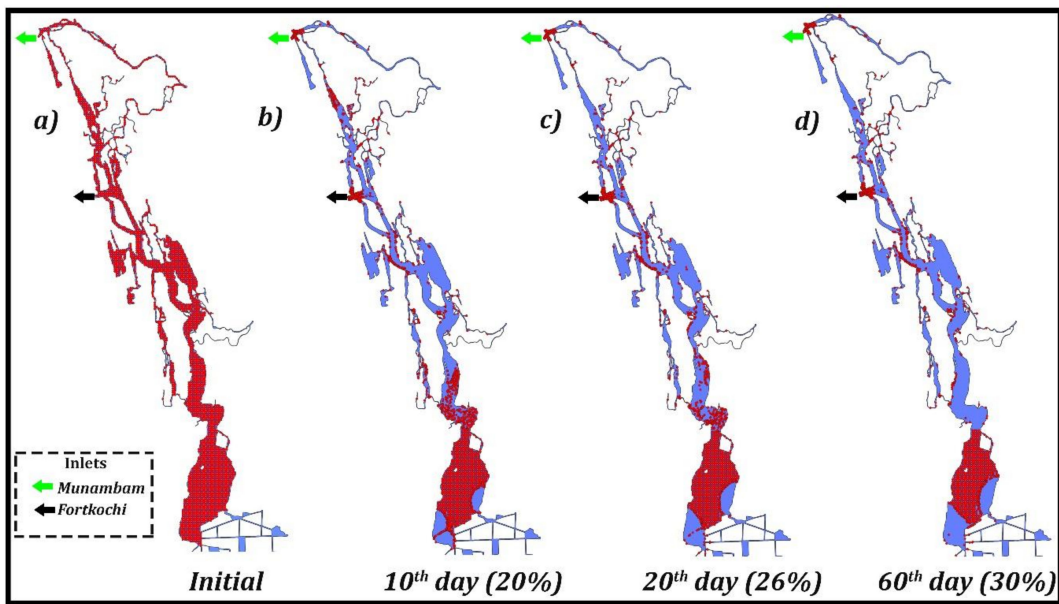 a)
b)
c)
d)
Inlets
Munambam
Fortkochi
Initial
10th day (20%)
20th day (26%)
60th day (30%)